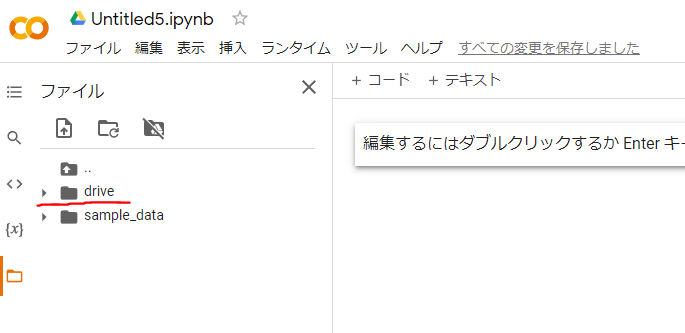 Untitled5.ipynb
ファイル 編集 表示 挿入 ランタイム ツール ヘルプ すべての変更を保存しました
ファイル
+ コード + テキスト
..
drive
sample_data
{x}
編集するにはダブルクリックするか Enter キー